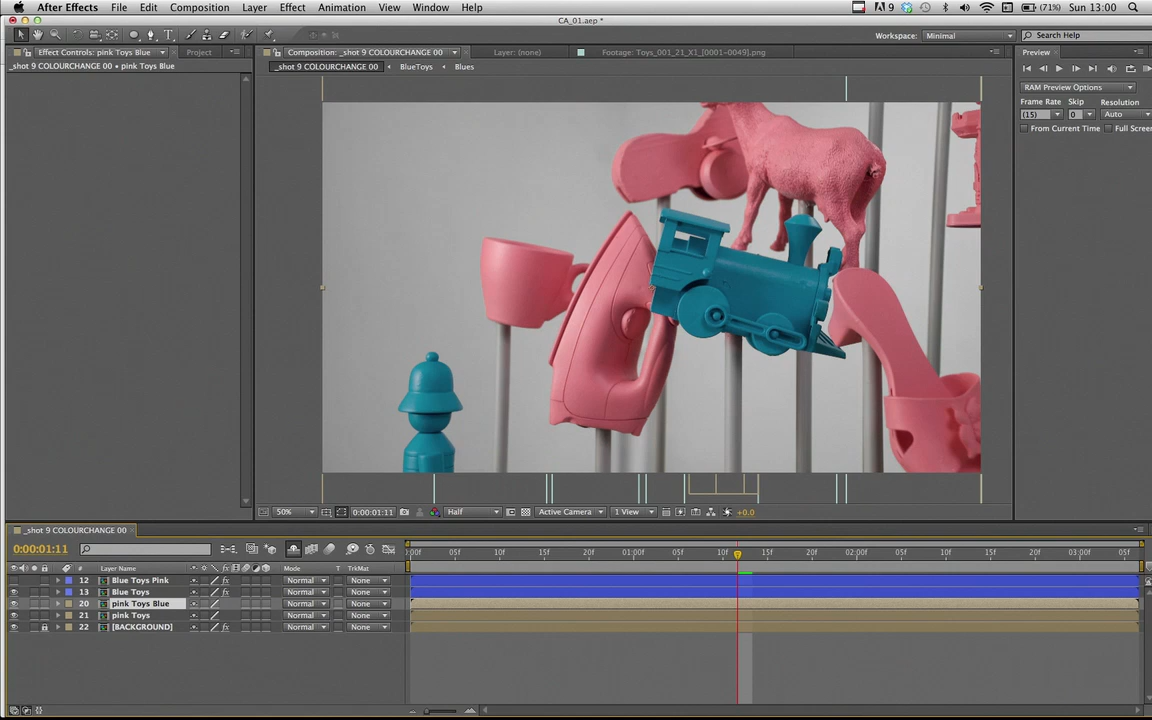 After Effects File Edit Composition Layer Effect Animation View Window Help 9 (71%) Sun 13:00
CA_01.aep *
Workspace: Minimal Search Help
Effect Controls: pink Toys Blue Project Composition: _shot 9 COLOURCHANGE 00 Layer: (none) Footage: Toys_001_21_X1_[0001-0049].png Preview
_shot 9 COLOURCHANGE 00 • pink Toys Blue _shot 9 COLOURCHANGE 00 BlueToys Blues
RAM Preview Options
Frame Rate Skip Resolution
(15) 0 Auto
From Current Time Full Screen
50% 0:00:01:11 Half Active Camera 1 View +0.0
_shot 9 COLOURCHANGE 00
0:00:01:11
:00f 05f 10f 15f 20f 01:00f 05f 10f 15f 20f 02:00f 05f 10f 15f 20f 03:00f 05f
# Layer Name Mode T TrkMat
12 Blue Toys Pink Normal None
13 Blue Toys Normal None
20 pink Toys Blue Normal None
21 pink Toys Normal None
22 [BACKGROUND] Normal None